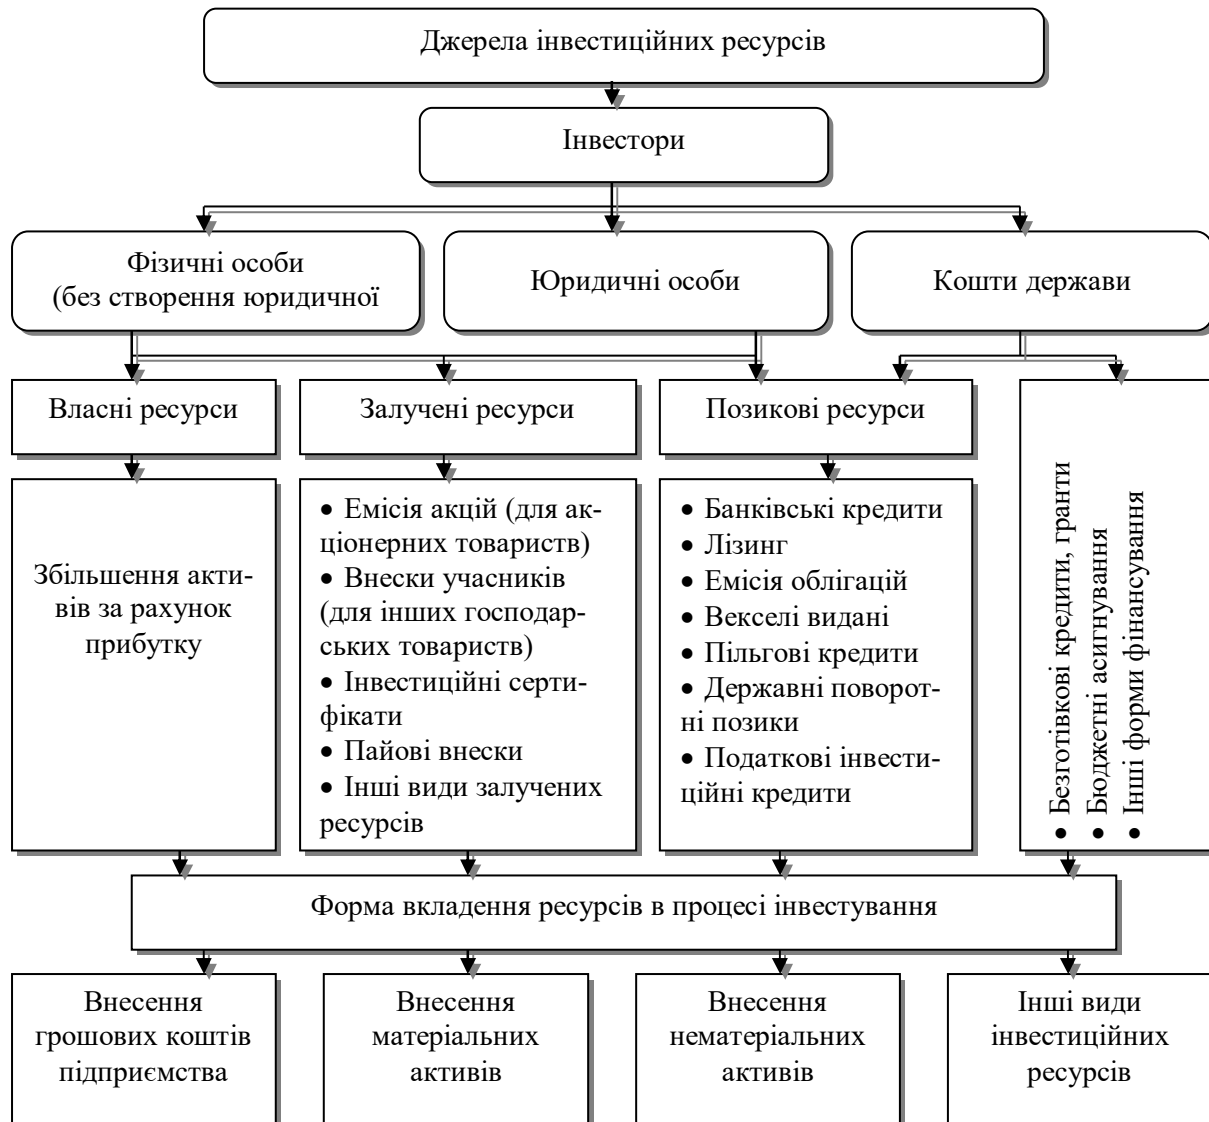 Джерела інвестиційних ресурсів
Інвестори
Фізичні особи
(без створення юридичної
Юридичні особи
Кошти держави
Власні ресурси
Залучені ресурси
Позикові ресурси
Збільшення акти-
вів за рахунок
прибутку
• Емісія акцій (для ак-
ціонерних товариств)
• Внески учасників
(для інших господар-
ських товариств)
• Інвестиційні серти-
фікати
• Пайові внески
• Інші види залучених
ресурсів
• Банківські кредити
• Лізинг
• Емісія облігацій
• Векселі видані
• Пільгові кредити
• Державні поворот-
ні позики
• Податкові інвести-
ційні кредити
• Безготівкові кредити, гранти
• Бюджетні асигнування
• Інші форми фінансування
Форма вкладення ресурсів в процесі інвестування
Внесення
грошових коштів
підприємства
Внесення
матеріальних
активів
Внесення
нематеріальних
активів
Інші види
інвестиційних
ресурсів